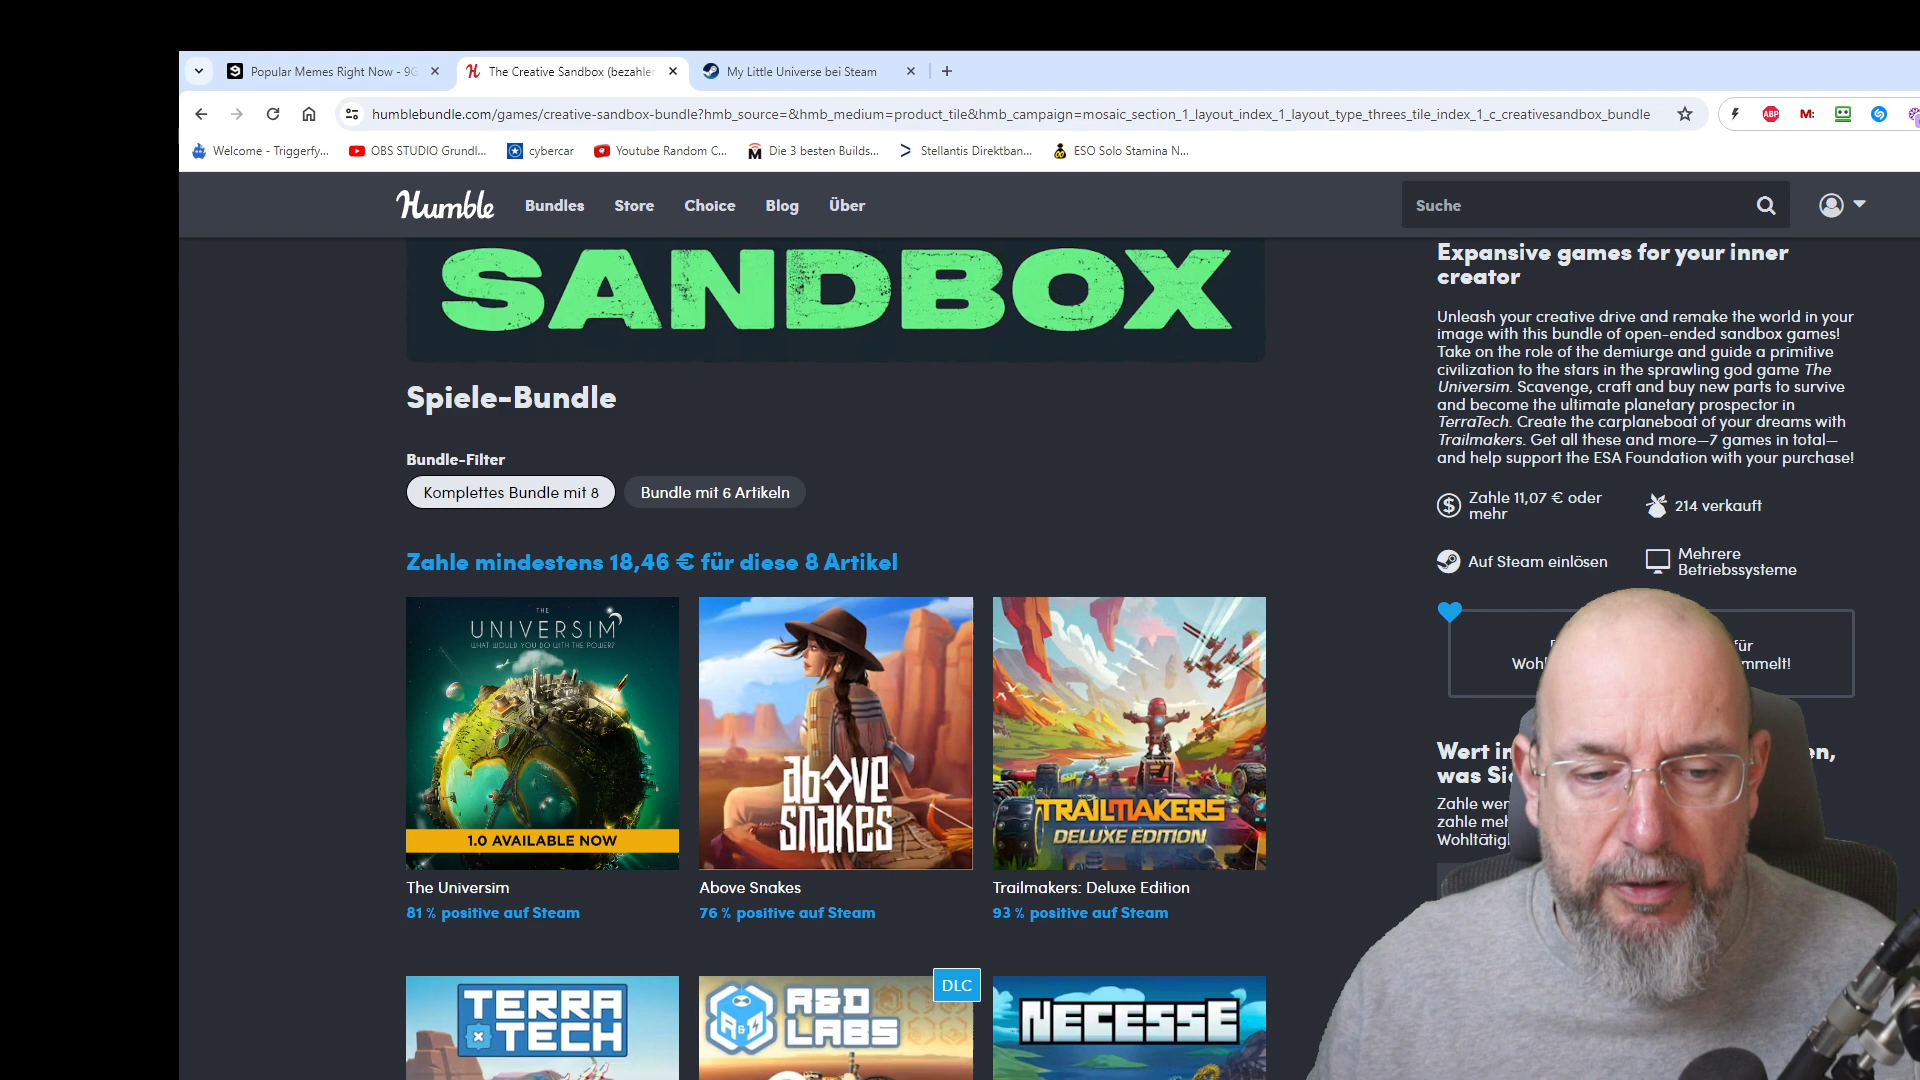 Popular Memes Right Now - 9G
The Creative Sandbox (bezahler
My Little Universe bei Steam
humblebundle.com/games/creative-sandbox-bundle?hmb_source=&hmb_medium=product_tile&hmb_campaign=mosaic_section_1_layout_index_1_layout_type_threes_tile_index_1_c_creativesandbox_bundle
ABP
M:
Welcome - Triggerfy...
OBS STUDIO Grundl...
cybercar
Youtube Random C...
Die 3 besten Builds...
Stellantis Direktban...
ESO Solo Stamina N...
Humble
Bundles
Store
Choice
Blog
Über
Suche
SANDBOX
Spiele-Bundle
Bundle-Filter
Komplettes Bundle mit 8
Bundle mit 6 Artikeln
Zahle mindestens 18,46 € für diese 8 Artikel
THE
UNIVERSIM
WHAT WOULD YOU DO WITH THE POWER?
1.0 AVAILABLE NOW
The Universim
81 % positive auf Steam
above
snakes
Above Snakes
76 % positive auf Steam
TRAILMAKERS
DELUXE EDITION
Trailmakers: Deluxe Edition
93 % positive auf Steam
TERRA
TECH
DLC
R&D
LABS
NECESSE
Expansive games for your inner
creator
Unleash your creative drive and remake the world in your
image with this bundle of open-ended sandbox games!
Take on the role of the demiurge and guide a primitive
civilization to the stars in the sprawling god game The
Universim. Scavenge, craft and buy new parts to survive
and become the ultimate planetary prospector in
TerraTech. Create the carplaneboat of your dreams with
Trailmakers. Get all these and more—7 games in total—
and help support the ESA Foundation with your purchase!
Zahle 11,07 € oder
mehr
214 verkauft
Auf Steam einlösen
Mehrere
Betriebssysteme
für
Wohl mmelt!
Wert in en,
was Sie
Zahle wer
zahle meh
Wohltätig